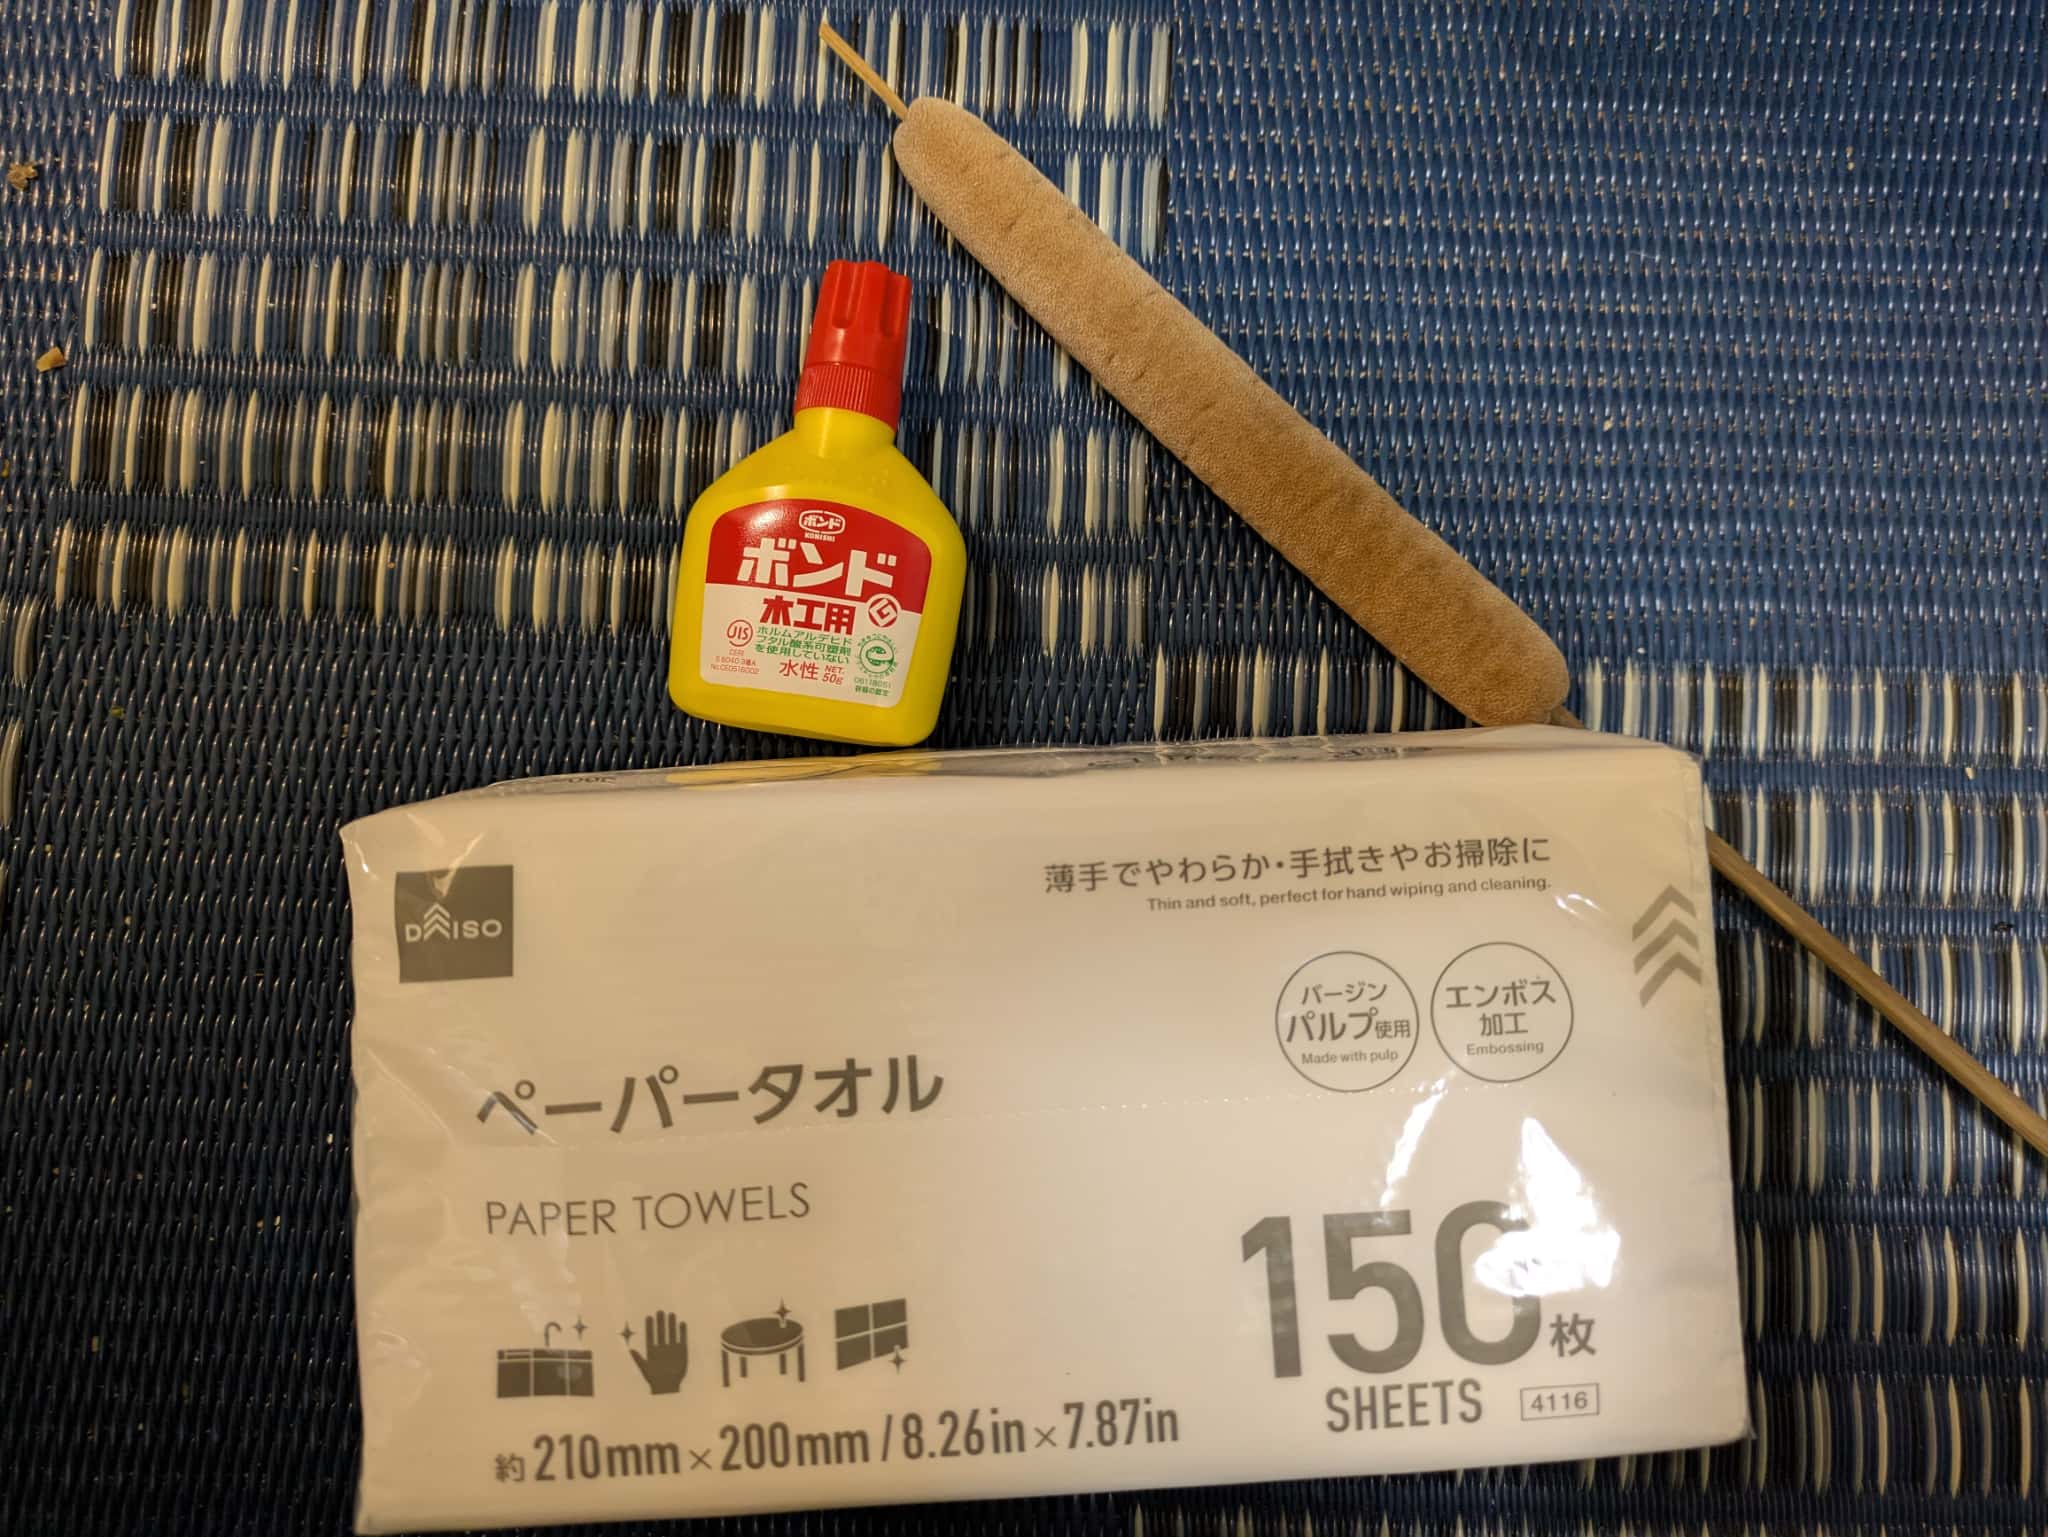 ボンド
KONISHI
ボンド
木工用
JIS
ホルムアルデヒド
フタル酸系可塑剤
を使用していない
水性 NET. 50g
DAISO
薄手でやわらか・手拭きやお掃除に
Thin and soft, perfect for hand wiping and cleaning.
バージン
パルプ使用
Made with pulp
エンボス
加工
Embossing
ペーパータオル
PAPER TOWELS
150枚
SHEETS
4116
約210mm×200mm/8.26in×7.87in